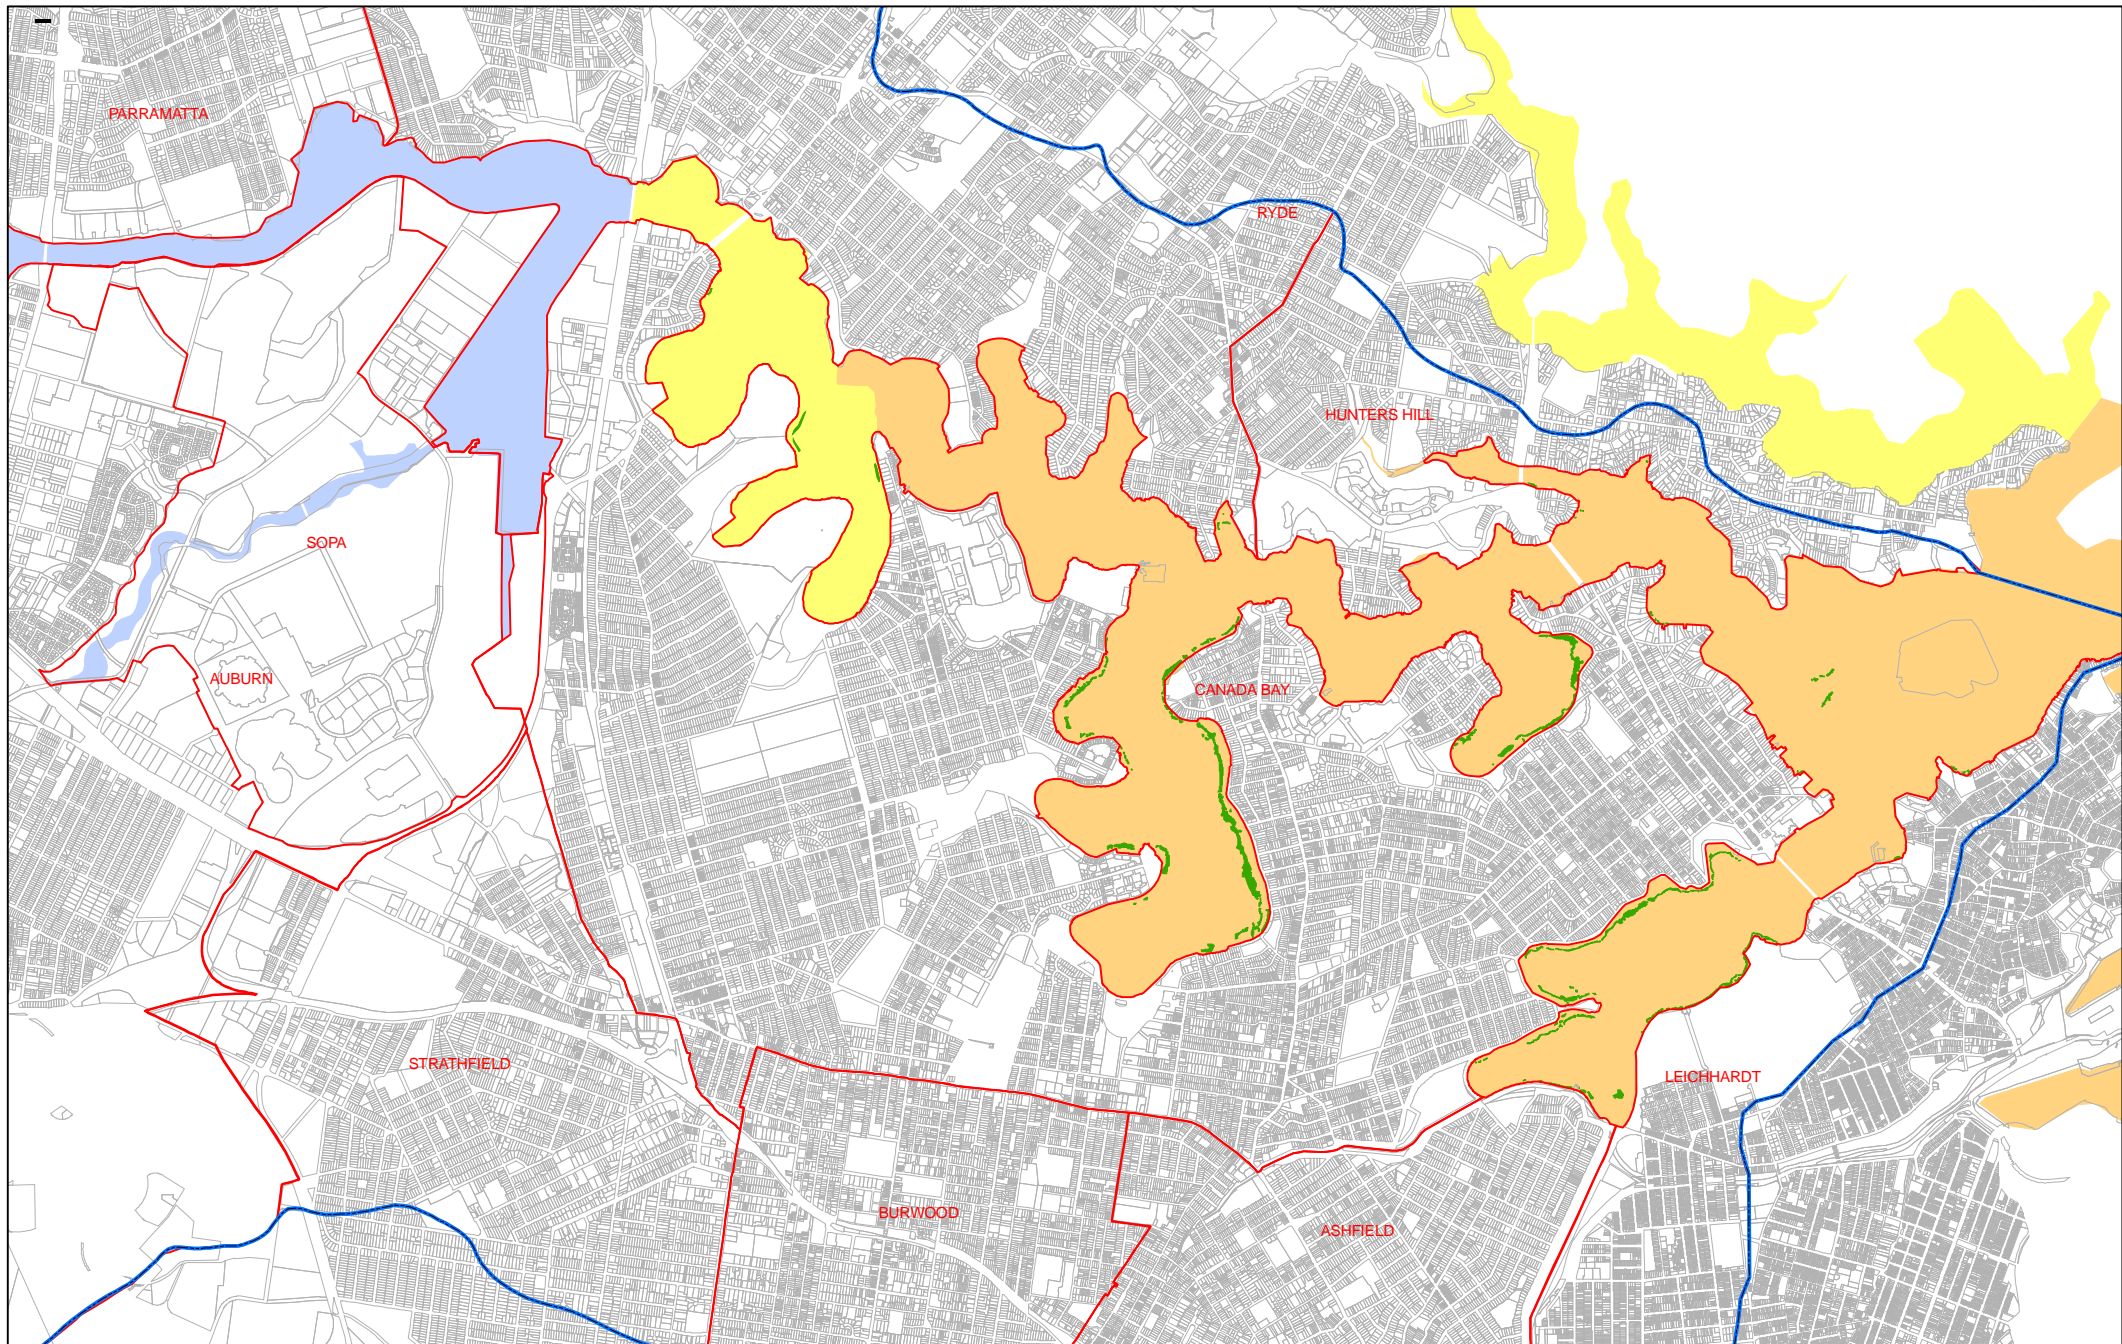 PARRAMATTA
RYDE
HUNTERS HILL
SOPA
AUBURN
CANADA BAY
STRATHFIELD
LEICHHARDT
BURWOOD
ASHFIELD